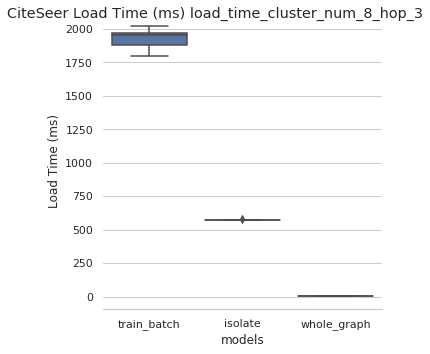 CiteSeer Load Time (ms) load_time_cluster_num_8_hop_3
2000
1750
1500
1250
1000
750
500
250
0
Load Time (ms)
train_batch isolate whole_graph
models